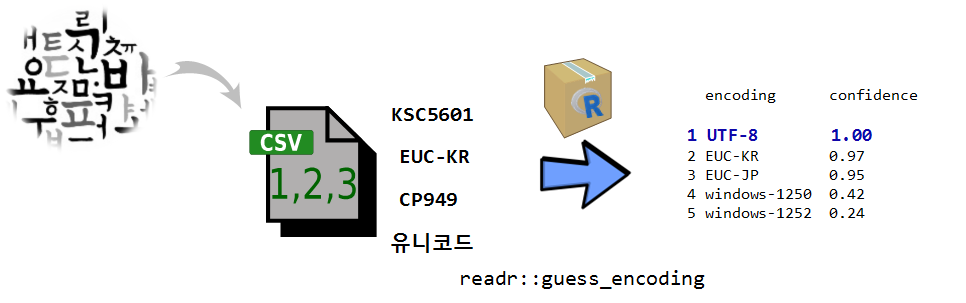 CSV
1,2,3
KSC5601
EUC-KR
CP949
유니코드
R
encoding confidence
1 UTF-8 1.00
2 EUC-KR 0.97
3 EUC-JP 0.95
4 windows-1250 0.42
5 windows-1252 0.24
readr::guess_encoding